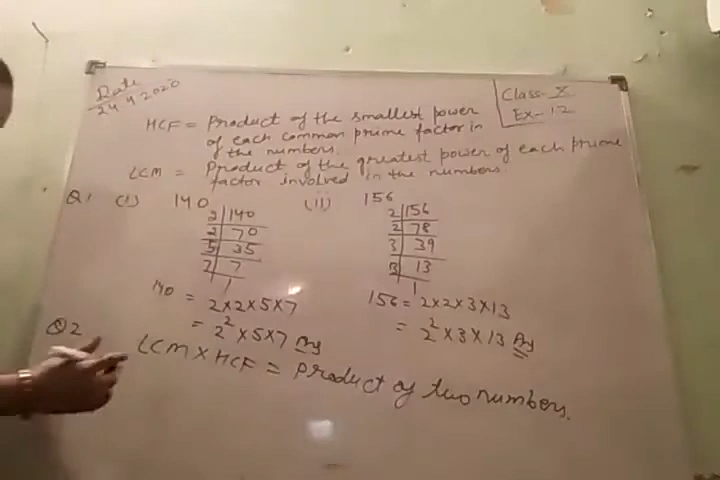 Date
24 4 2020
Class- X
Ex- 1.2
HCF = Product of the smallest power
of each common prime factor in
the numbers.
LCM = Product of the greatest power of each prime
factor involved in the numbers.
Q1 (i) 140
2 | 140
2 | 70
5 | 35
7 | 7
1
140 = 2×2×5×7
= 2² ×5×7 Ans
(ii) 156
2 | 156
2 | 78
3 | 39
13 | 13
1
156 = 2×2×3×13
= 2² ×3×13 Ans
Q2
LCM × HCF = Product of two numbers.